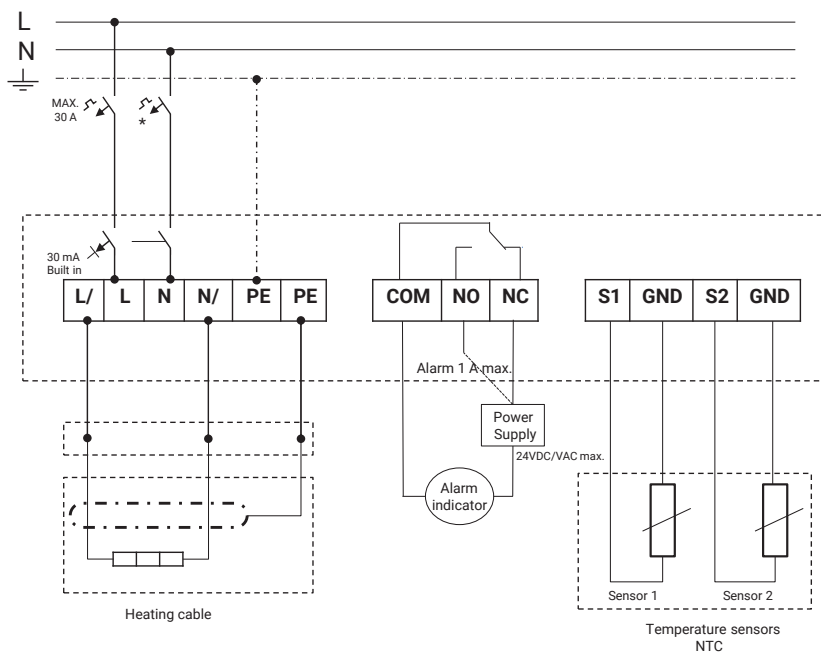 L
N
MAX.
30 A
*
30 mA
Built in
L/ L N N/ PE PE
COM NO NC
S1 GND S2 GND
Alarm 1 A max.
Power
Supply
24VDC/VAC max.
Alarm
indicator
Sensor 1
Sensor 2
Heating cable
Temperature sensors
NTC